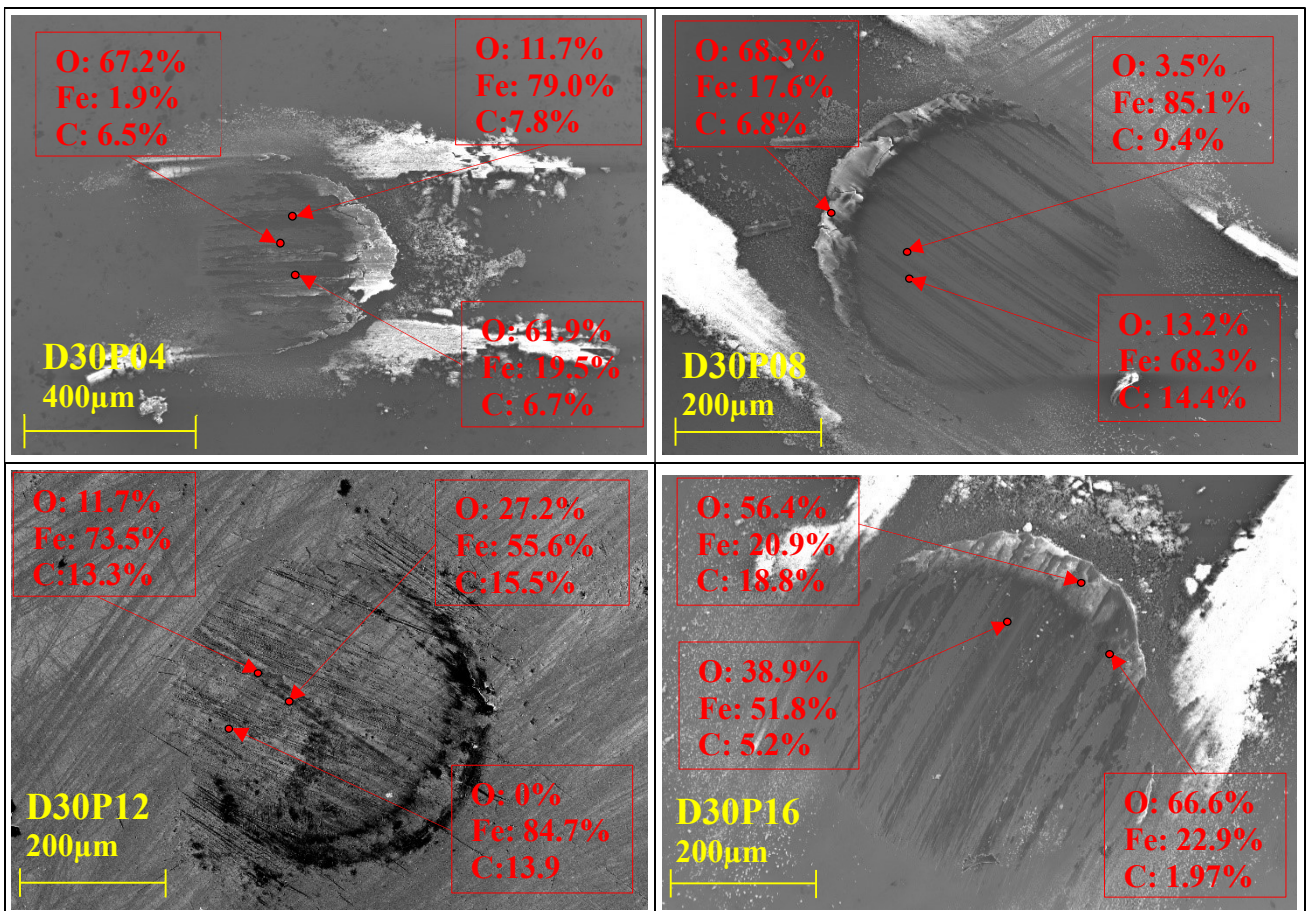 O: 67.2%
Fe: 1.9%
C: 6.5%
O: 11.7%
Fe: 79.0%
C:7.8%
O: 61.9%
Fe: 19.5%
C: 6.7%
D30P04
400µm
O: 68.3%
Fe: 17.6%
C: 6.8%
O: 3.5%
Fe: 85.1%
C: 9.4%
O: 13.2%
Fe: 68.3%
C: 14.4%
D30P08
200µm
O: 11.7%
Fe: 73.5%
C:13.3%
O: 27.2%
Fe: 55.6%
C:15.5%
O: 0%
Fe: 84.7%
C:13.9
D30P12
200µm
O: 56.4%
Fe: 20.9%
C: 18.8%
O: 38.9%
Fe: 51.8%
C: 5.2%
O: 66.6%
Fe: 22.9%
C: 1.97%
D30P16
200µm